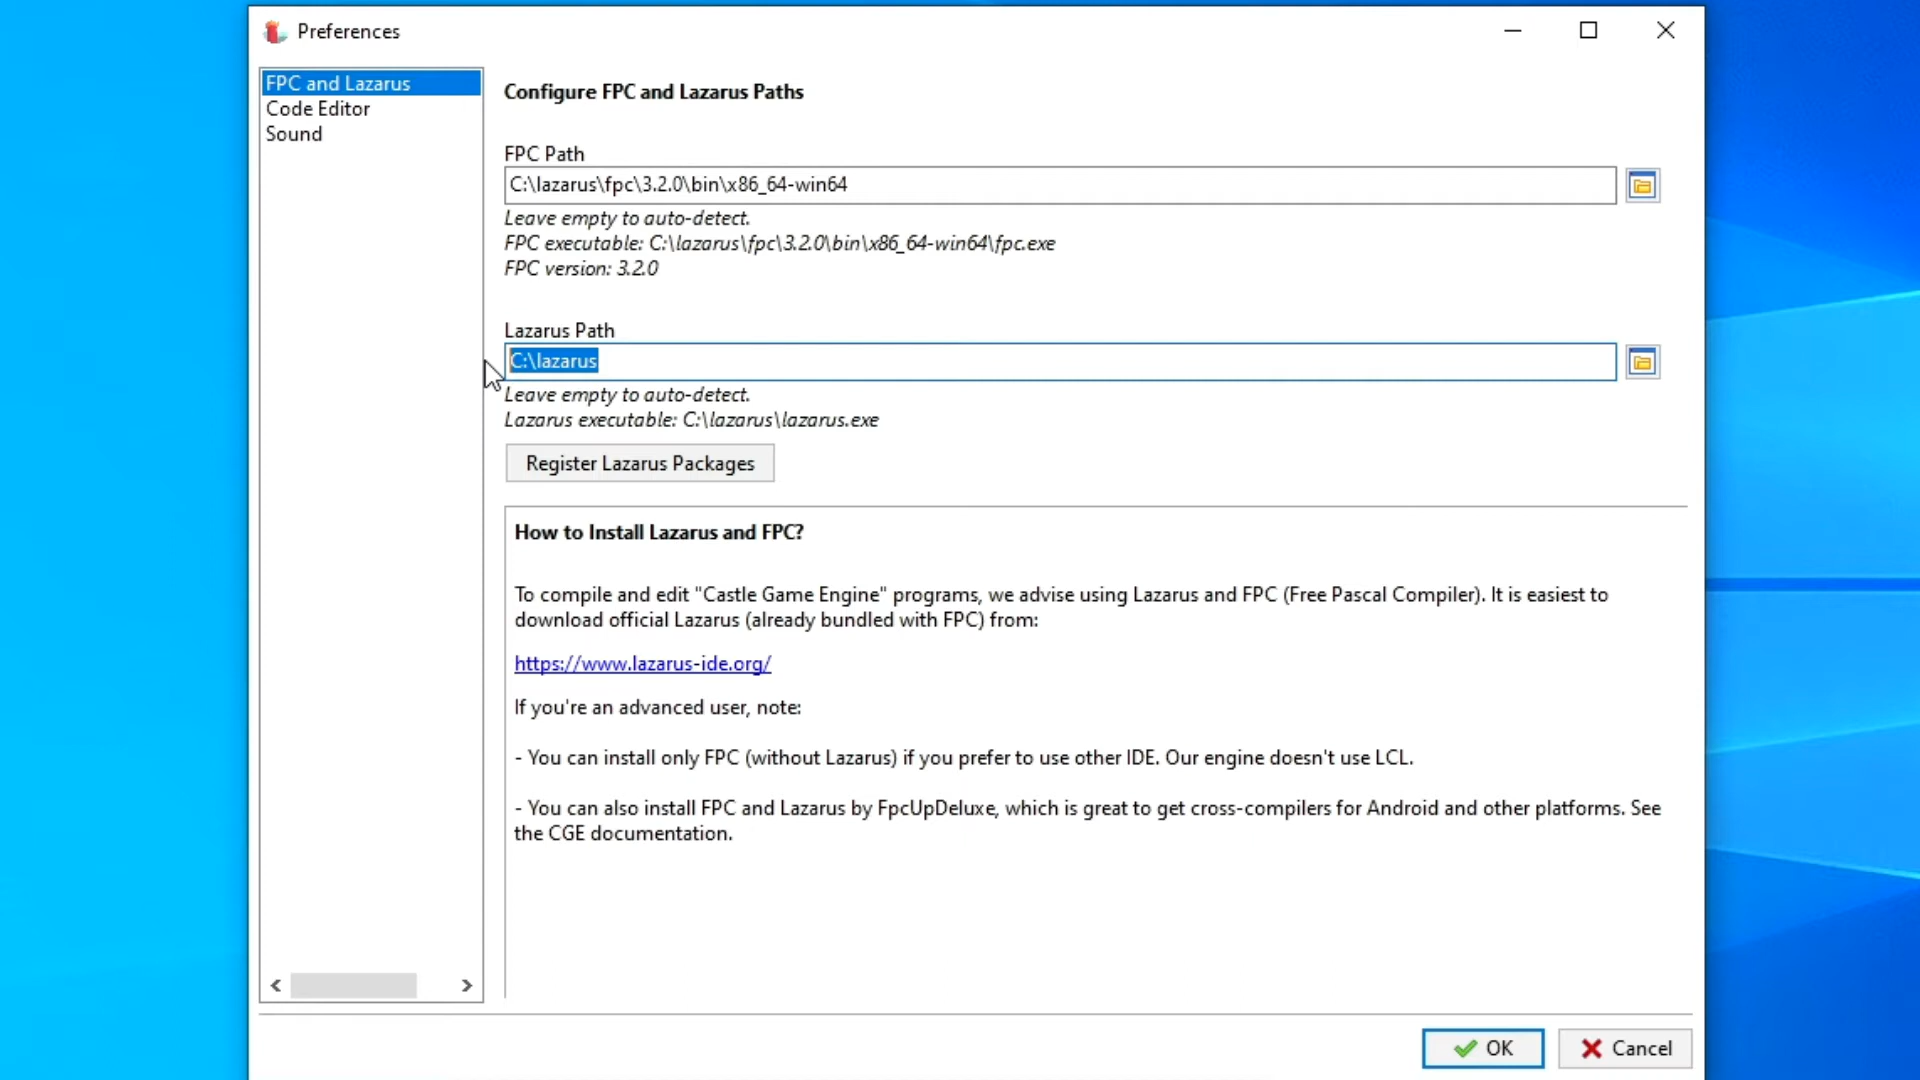 Preferences
FPC and Lazarus
Code Editor
Sound
Configure FPC and Lazarus Paths
FPC Path
C:\lazarus\fpc\3.2.0\bin\x86_64-win64
Leave empty to auto-detect.
FPC executable: C:\lazarus\fpc\3.2.0\bin\x86_64-win64\fpc.exe
FPC version: 3.2.0
Lazarus Path
C:\lazarus
Leave empty to auto-detect.
Lazarus executable: C:\lazarus\lazarus.exe
Register Lazarus Packages
How to Install Lazarus and FPC?
To compile and edit "Castle Game Engine" programs, we advise using Lazarus and FPC (Free Pascal Compiler). It is easiest to
download official Lazarus (already bundled with FPC) from:
https://www.lazarus-ide.org/
If you're an advanced user, note:
- You can install only FPC (without Lazarus) if you prefer to use other IDE. Our engine doesn't use LCL.
- You can also install FPC and Lazarus by FpcUpDeluxe, which is great to get cross-compilers for Android and other platforms. See
the CGE documentation.
OK
Cancel